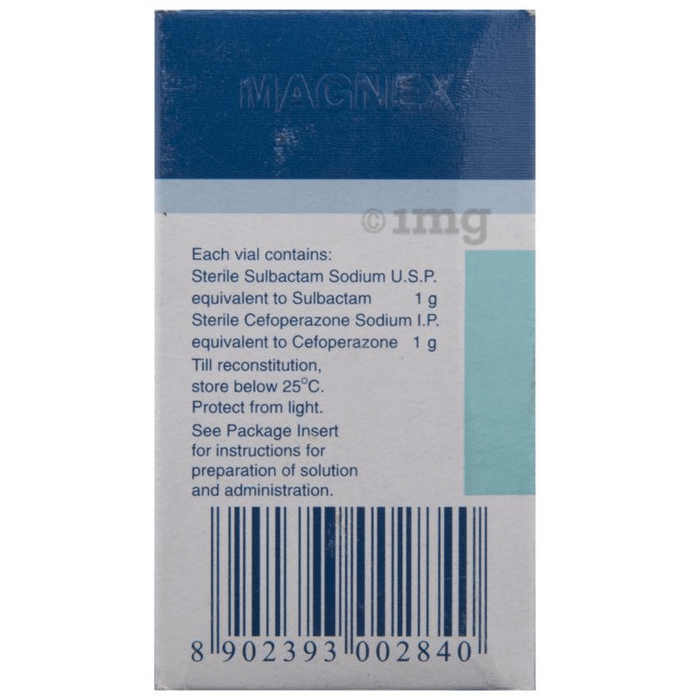 MAGNEX
© 1mg
Each vial contains:
Sterile Sulbactam Sodium U.S.P.
equivalent to Sulbactam 1 g
Sterile Cefoperazone Sodium I.P.
equivalent to Cefoperazone 1 g
Till reconstitution,
store below 25°C.
Protect from light.
See Package Insert
for instructions for
preparation of solution
and administration.
8 902393 002840